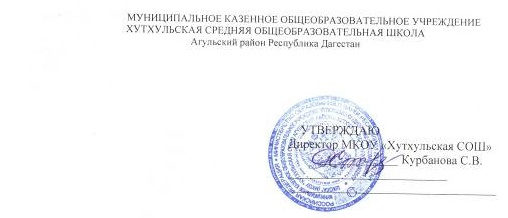 МУНИЦИПАЛЬНОЕ КАЗЕННОЕ ОБЩЕОБРАЗОВАТЕЛЬНОЕ УЧРЕЖДЕНИЕ
ХУТХУЛЬСКАЯ СРЕДНЯЯ ОБЩЕОБРАЗОВАТЕЛЬНАЯ ШКОЛА
Агульский район Республика Дагестан
УТВЕРЖДАЮ
Директор МКОУ «Хутхульская СОШ»
Курбанова С.В.